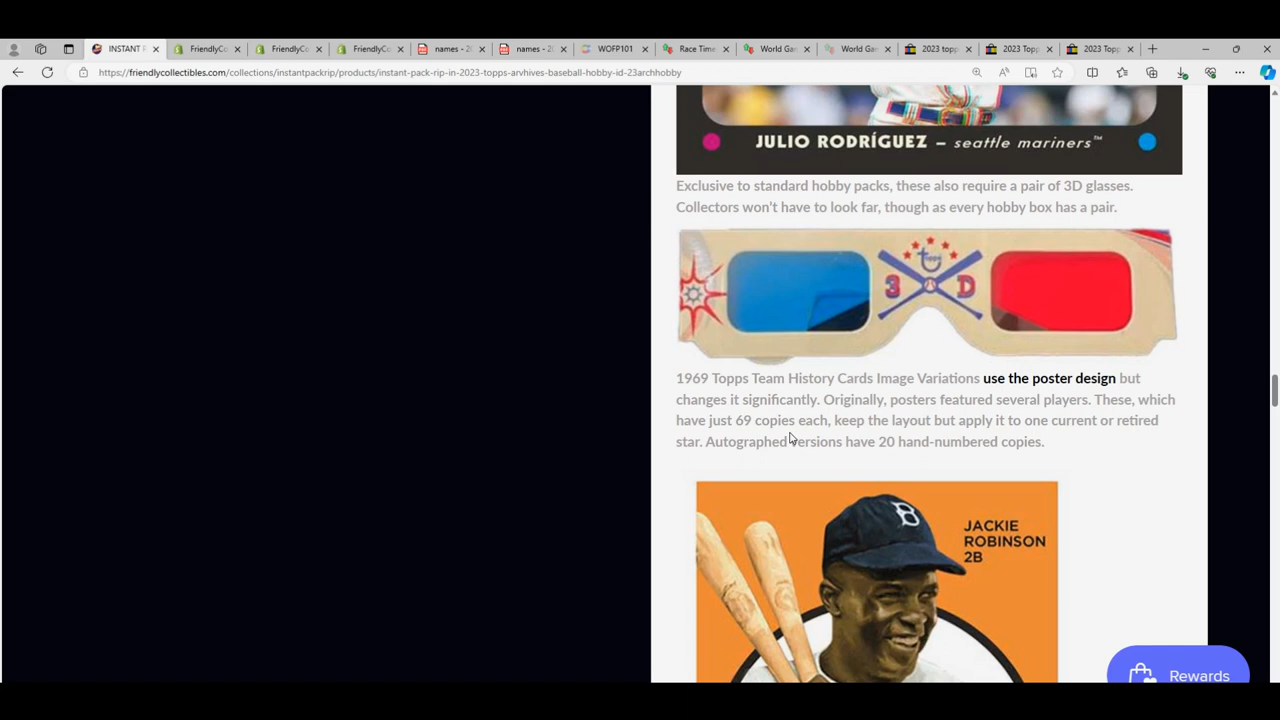 INSTANT
FriendlyCo
FriendlyCo
FriendlyCo
names - 20
names - 20
WOFP101
Race Time
World Gar
World Gar
2023 topp
2023 Topp
2023 Topp
https://friendlycollectibles.com/collections/instantpackrip/products/instant-pack-rip-in-2023-topps-arvhives-baseball-hobby-id-23archhobby
JULIO RODRÍGUEZ – seattle mariners™
Exclusive to standard hobby packs, these also require a pair of 3D glasses.
Collectors won't have to look far, though as every hobby box has a pair.
Topps
3 D
1969 Topps Team History Cards Image Variations use the poster design but
changes it significantly. Originally, posters featured several players. These, which
have just 69 copies each, keep the layout but apply it to one current or retired
star. Autographed versions have 20 hand-numbered copies.
B
JACKIE
ROBINSON
2B
Rewards